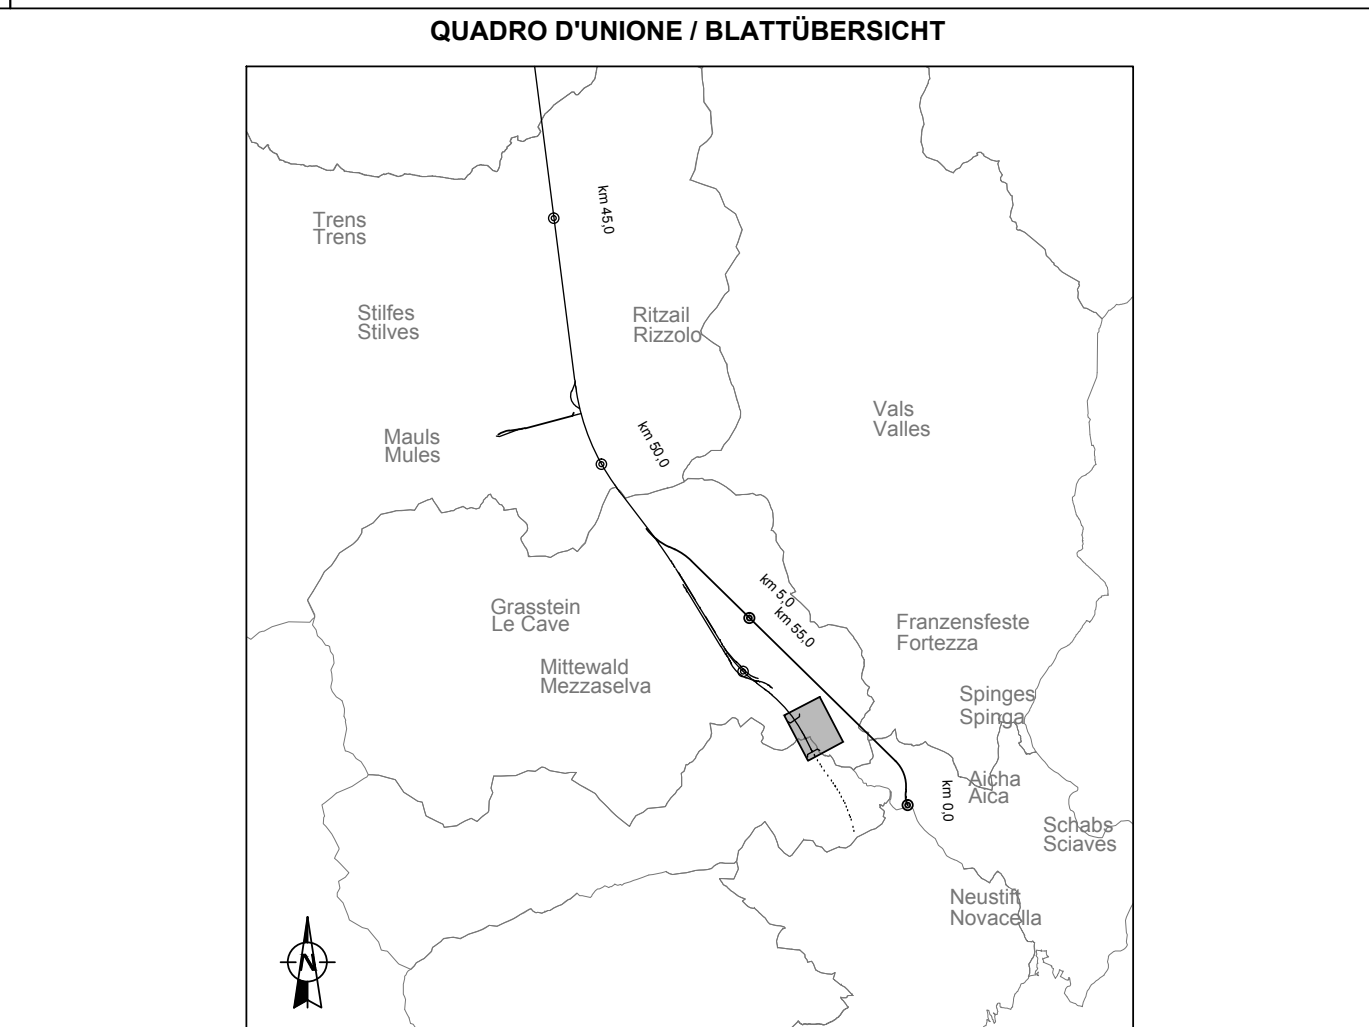 QUADRO D'UNIONE / BLATTÜBERSICHT
km 45,0
Trens
Trens
Stilfes
Stilves
Ritzail
Rizzolo
Vals
Valles
Mauls
Mules
km 50,0
km 5,0
km 55,0
Grasstein
Le Cave
Franzensfeste
Fortezza
Mittewald
Mezzaselva
Spinges
Spinga
Aicha
Aica
km 0,0
Schabs
Sciaves
Neustift
Novacella
N